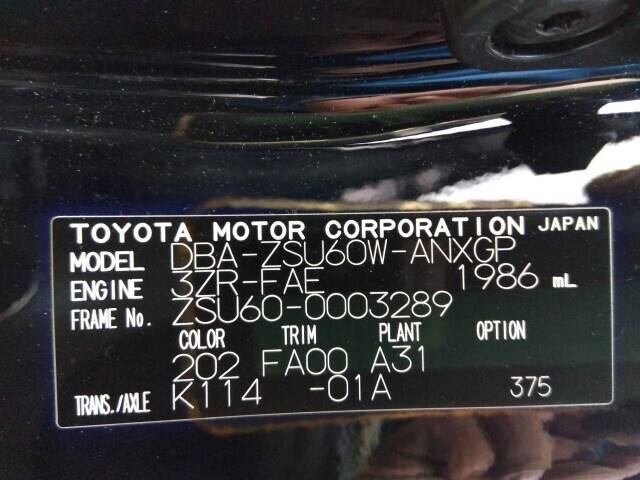 TOYOTA MOTOR CORPORATION JAPAN
MODEL DBA-ZSU60W-ANXGP
ENGINE 3ZR-FAE 1986 mL
FRAME No. ZSU60-0003289
COLOR TRIM PLANT OPTION
202 FA00 A31
TRANS./AXLE K114 -01A 375